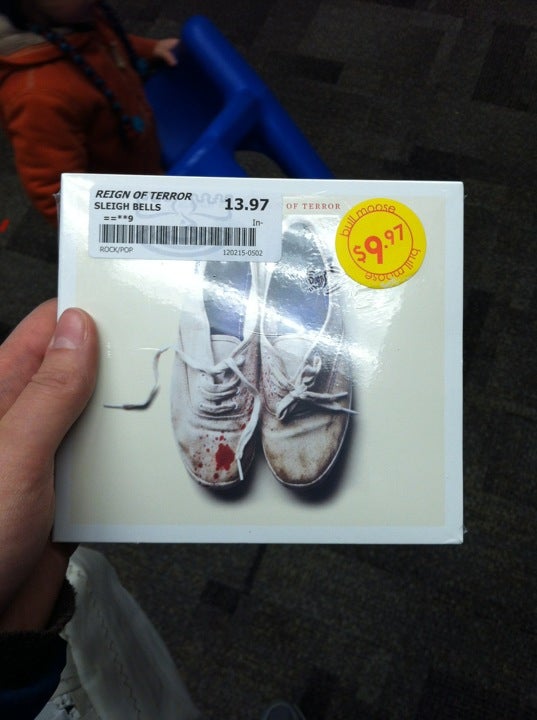 REIGN OF TERROR
SLEIGH BELLS 13.97
==**9 In-
ROCK/POP 120215-0502
OF TERROR
bull moose
$9.97
bull moose